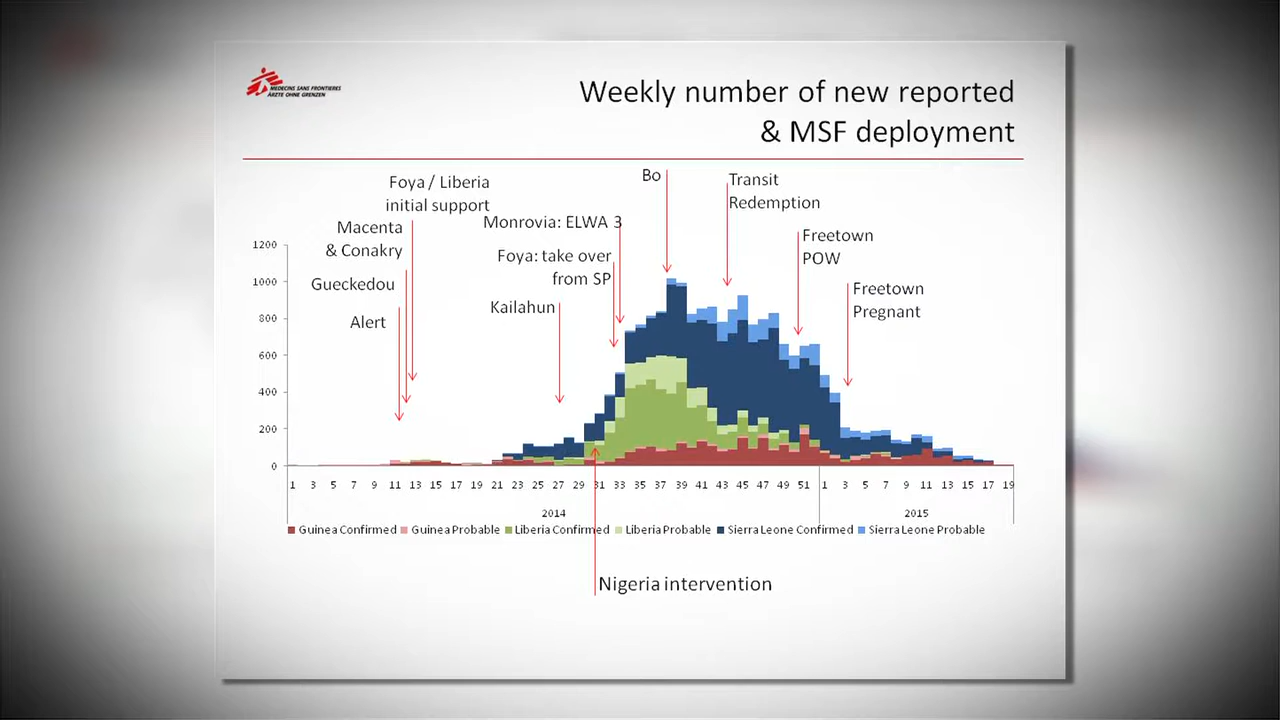 MEDECINS SANS FRONTIERES
ÄRZTE OHNE GRENZEN
Weekly number of new reported
& MSF deployment
Foya / Liberia
initial support
Macenta
& Conakry
Gueckedou
Alert
Monrovia: ELWA 3
Foya: take over
from SP
Kailahun
Bo
Transit
Redemption
Freetown
POW
Freetown
Pregnant
1200
1000
800
600
400
200
0
1 3 5 7 9 11 13 15 17 19 21 23 25 27 29 31 33 35 37 39 41 43 45 47 49 51 1 3 5 7 9 11 13 15 17 19
2014 2015
Guinea Confirmed Guinea Probable Liberia Confirmed Liberia Probable Sierra Leone Confirmed Sierra Leone Probable
Nigeria intervention